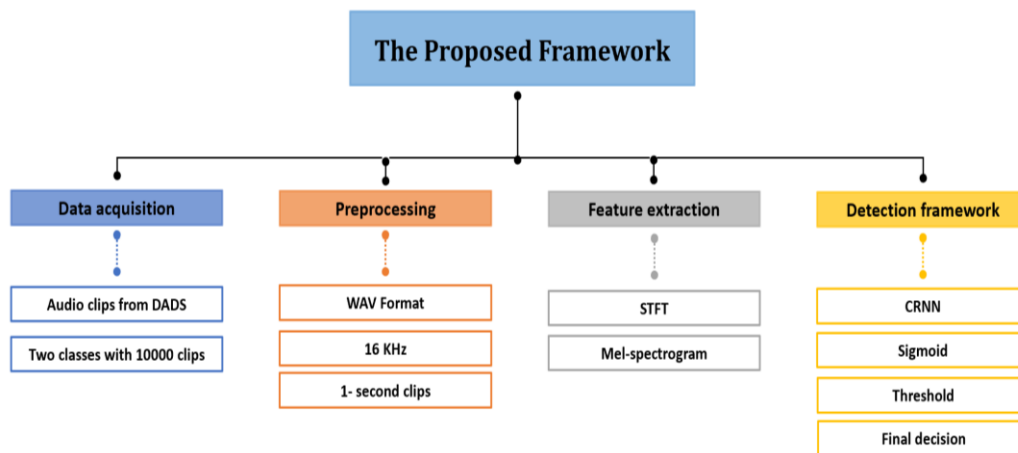 The Proposed Framework
Data acquisition
Audio clips from DADS
Two classes with 10000 clips
Preprocessing
WAV Format
16 KHz
1- second clips
Feature extraction
STFT
Mel-spectrogram
Detection framework
CRNN
Sigmoid
Threshold
Final decision